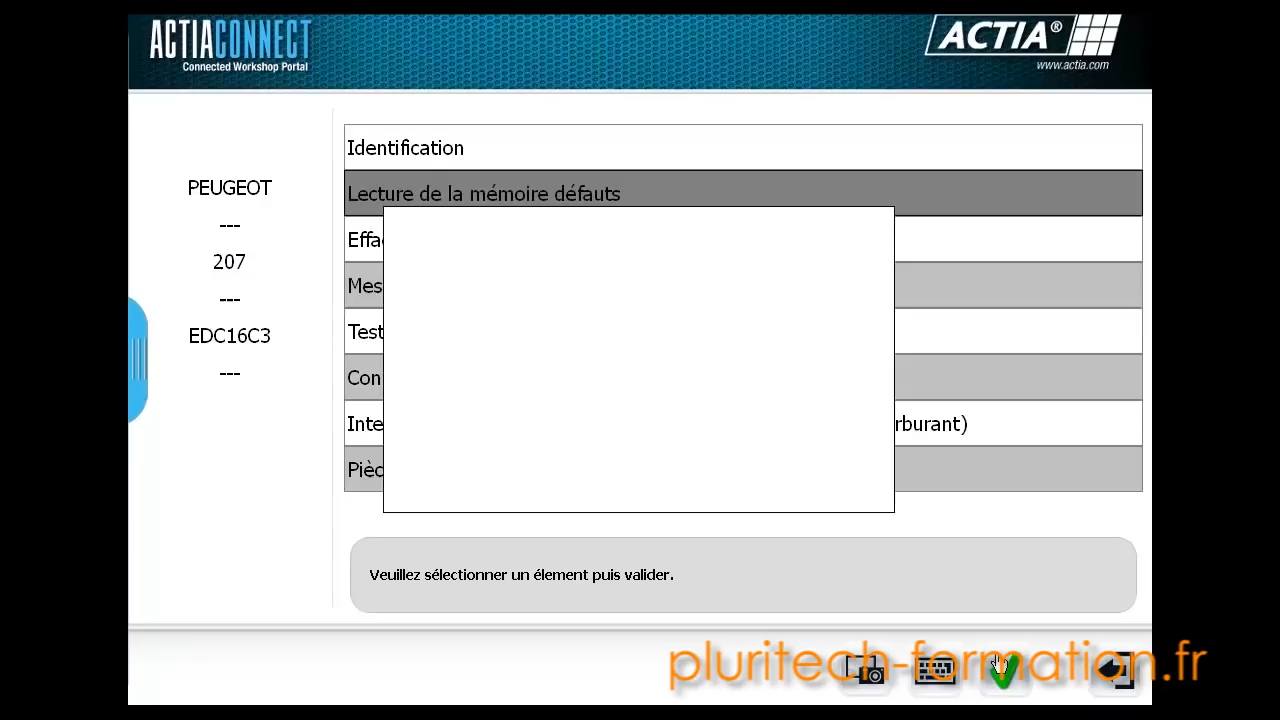 ACTIACONNECT
Connected Workshop Portal
ACTIA®
www.actia.com
PEUGEOT
---
207
---
EDC16C3
---
Identification
Lecture de la mémoire défauts
Effa
Mes
Test
Con
Inte rburant)
Pièc
Veuillez sélectionner un élement puis valider.
pluritech-formation.fr